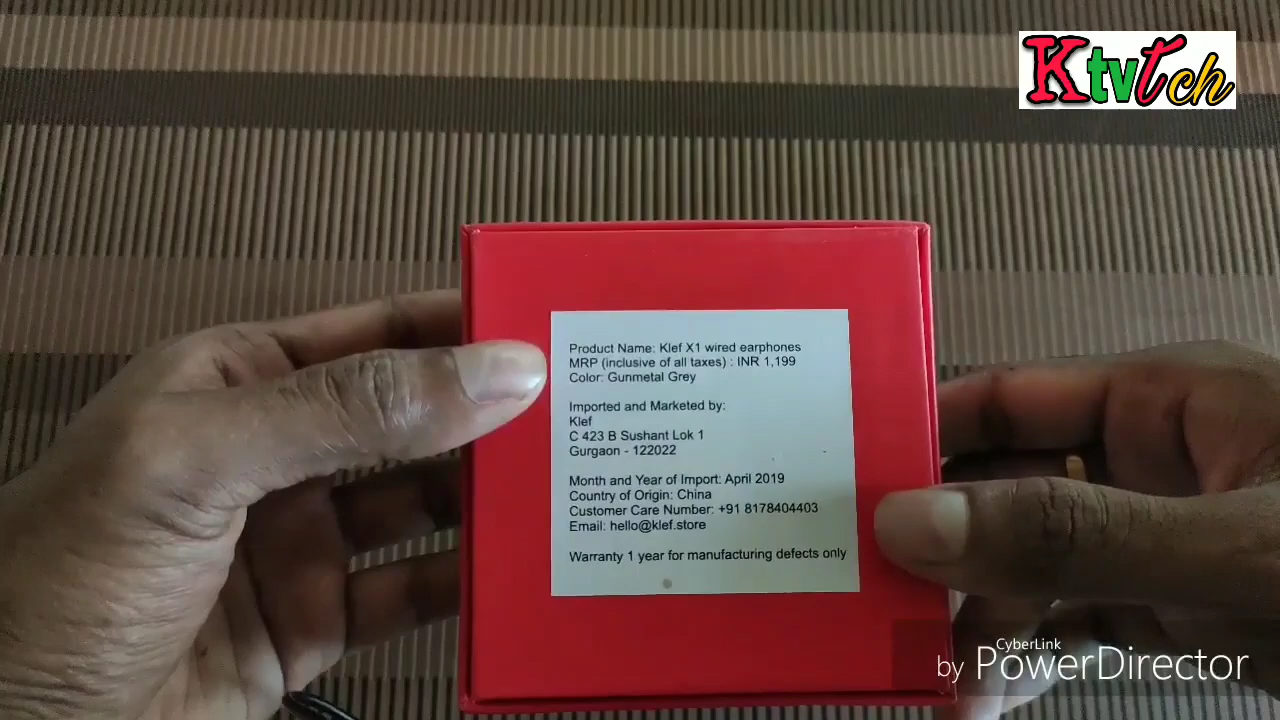 Ktvtch
Product Name: Klef X1 wired earphones
MRP (inclusive of all taxes) : INR 1,199
Color: Gunmetal Grey
Imported and Marketed by:
Klef
C 423 B Sushant Lok 1
Gurgaon - 122022
Month and Year of Import: April 2019
Country of Origin: China
Customer Care Number: +91 8178404403
Email: hello@klef.store
Warranty 1 year for manufacturing defects only
CyberLink
by PowerDirector